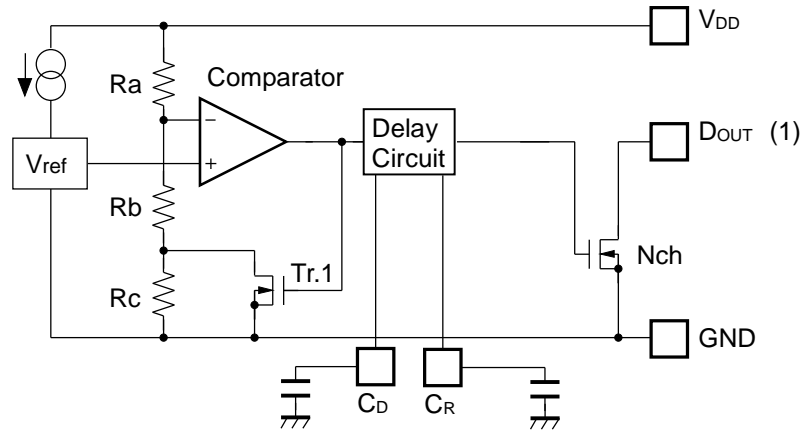 VDD
Ra
Comparator
−
+
Vref
Delay
Circuit
DOUT (1)
Rb
Tr.1
Nch
Rc
GND
CD
CR